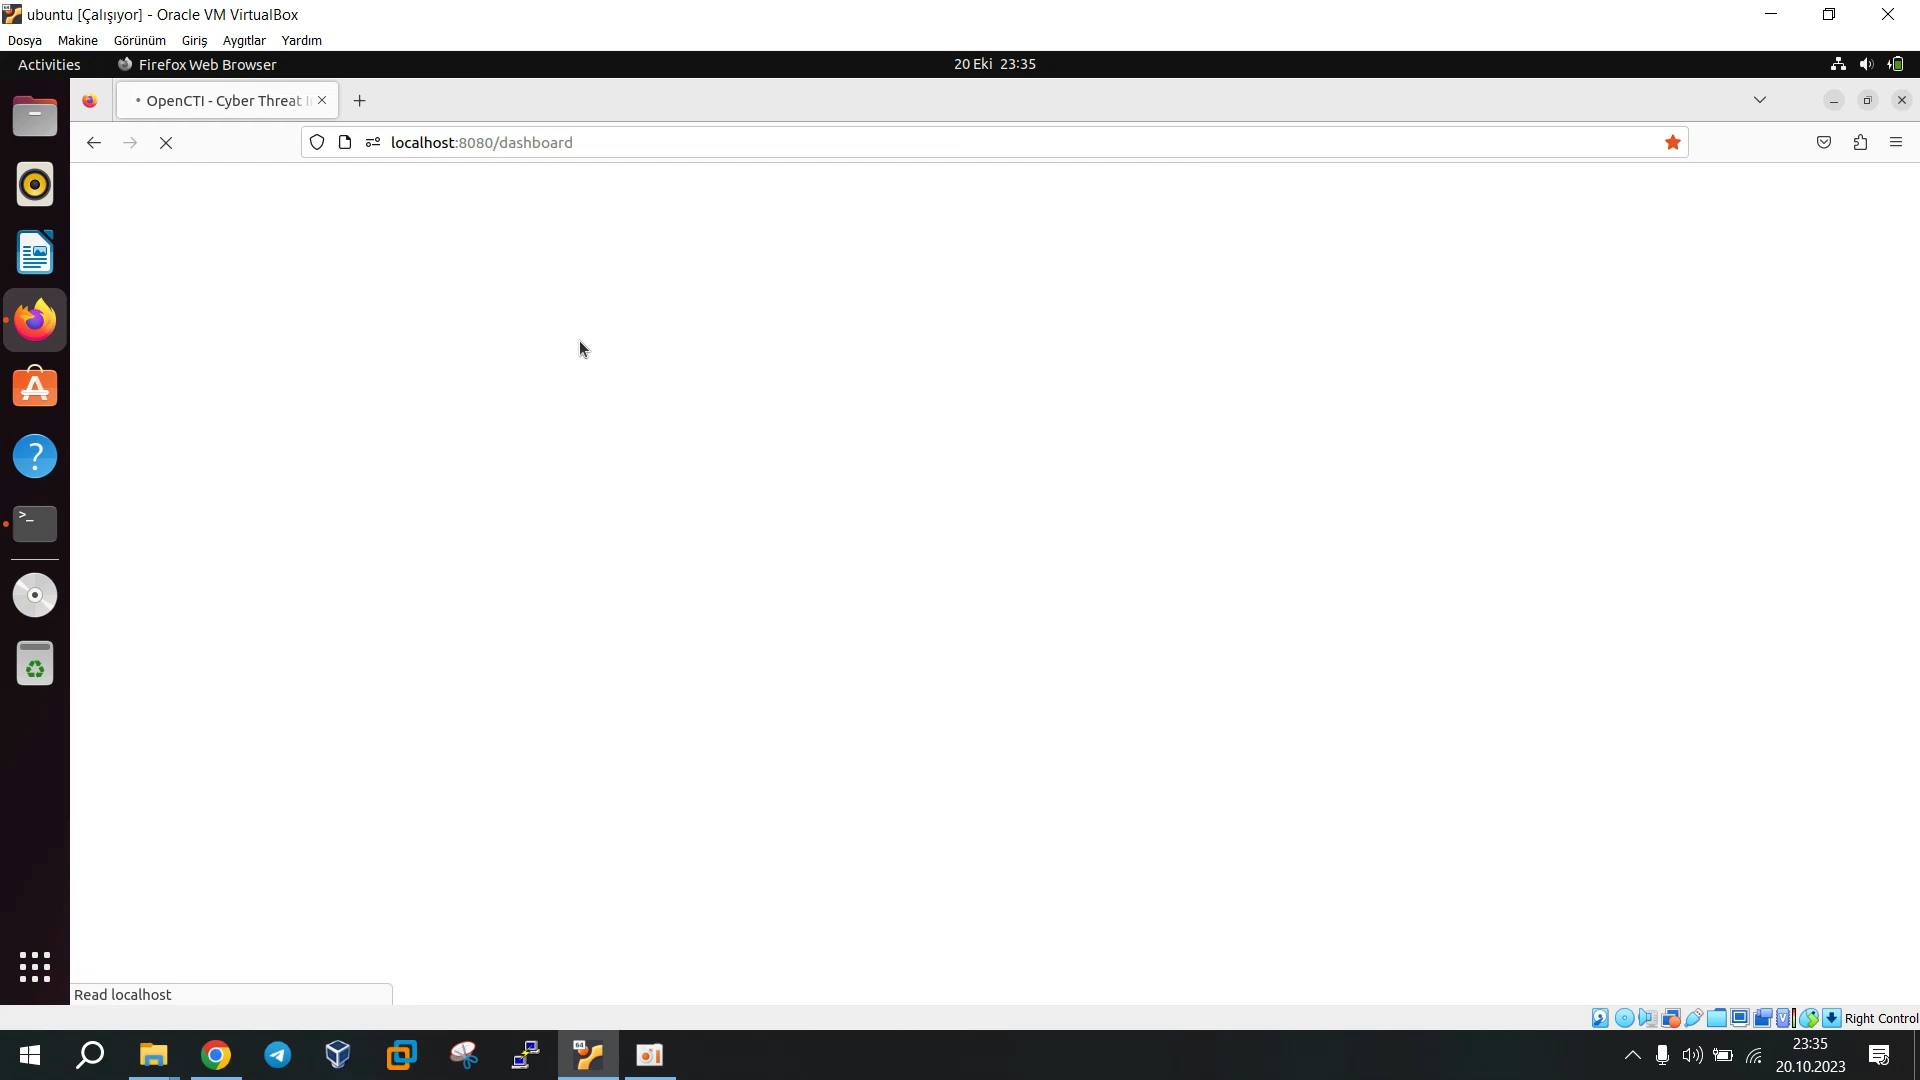 ubuntu [Çalışıyor] - Oracle VM VirtualBox
Dosya Makine Görünüm Giriş Aygıtlar Yardım
Activities Firefox Web Browser 20 Eki 23:35
OpenCTI - Cyber Threat
localhost:8080/dashboard
Read localhost
Right Control
23:35
20.10.2023